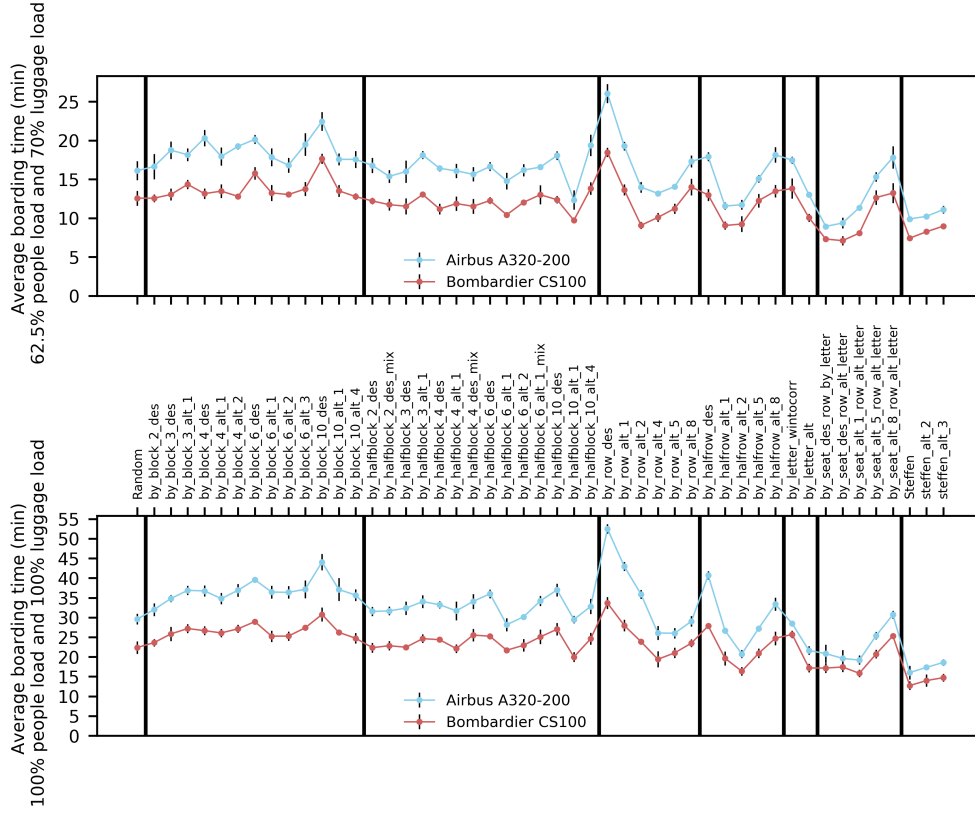 Average boarding time (min)
62.5% people load and 70% luggage load
25
20
15
10
5
0
Airbus A320-200
Bombardier CS100
Random
by_block_2_des
by_block_3_des
by_block_3_alt_1
by_block_4_des
by_block_4_alt_1
by_block_4_alt_2
by_block_6_des
by_block_6_alt_1
by_block_6_alt_2
by_block_6_alt_3
by_block_10_des
by_block_10_alt_1
by_block_10_alt_4
by_halfblock_2_des
by_halfblock_2_des_mix
by_halfblock_3_des
by_halfblock_3_alt_1
by_halfblock_4_des
by_halfblock_4_alt_1
by_halfblock_4_des_mix
by_halfblock_6_des
by_halfblock_6_alt_1
by_halfblock_6_alt_2
by_halfblock_6_alt_1_mix
by_halfblock_10_des
by_halfblock_10_alt_1
by_halfblock_10_alt_4
by_row_des
by_row_alt_1
by_row_alt_2
by_row_alt_4
by_row_alt_5
by_row_alt_8
by_halfrow_des
by_halfrow_alt_1
by_halfrow_alt_2
by_halfrow_alt_5
by_halfrow_alt_8
by_letter_wintocorr
by_letter_alt
by_seat_des_row_by_letter
by_seat_des_row_alt_letter
by_seat_alt_1_row_alt_letter
by_seat_alt_5_row_alt_letter
by_seat_alt_8_row_alt_letter
Steffen
steffen_alt_2
steffen_alt_3
Average boarding time (min)
100% people load and 100% luggage load
55
50
45
40
35
30
25
20
15
10
5
0
Airbus A320-200
Bombardier CS100